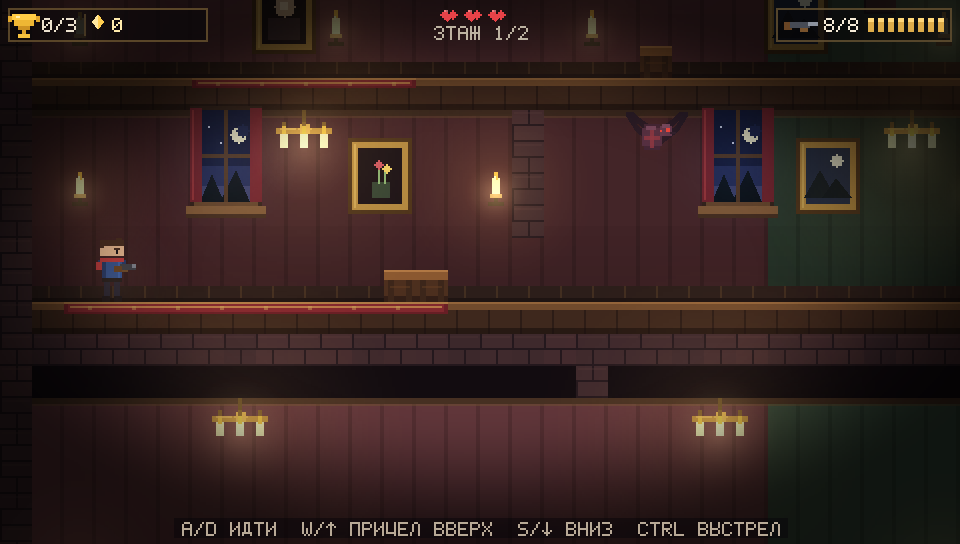 0/3 0
ЭТАЖ 1/2
8/8
A/D ИДТИ W/↑ ПРИЦЕЛ ВВЕРХ S/↓ ВНИЗ CTRL ВЫСТРЕЛ